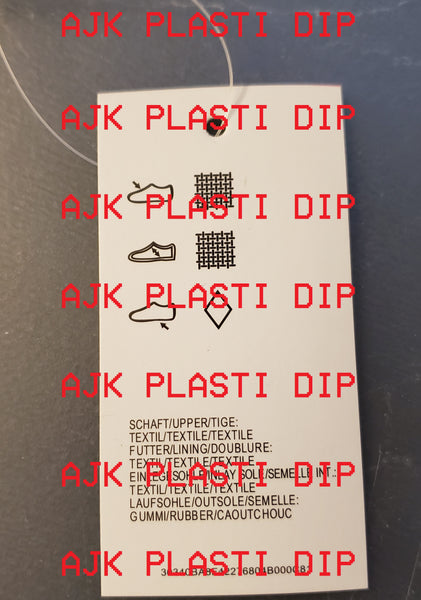 AJK PLASTI DIP
AJK PLASTI DIP
AJK PLASTI DIP
AJK PLASTI DIP
AJK PLASTI DIP
SCHAFT/UPPER/TIGE:
TEXTIL/TEXTILE/TEXTILE
FUTTER/LINING/DOUBLURE:
TEXTIL/TEXTILE/TEXTILE
EINLEGESOHLE/INLAY SOLE/SEMELLE INT.:
AJK PLASTI DIP
TEXTIL/TEXTILE/TEXTILE
LAUFSOHLE/OUTSOLE/SEMELLE:
GUMMI/RUBBER/CAOUTCHOUC
AJK PLASTI DIP